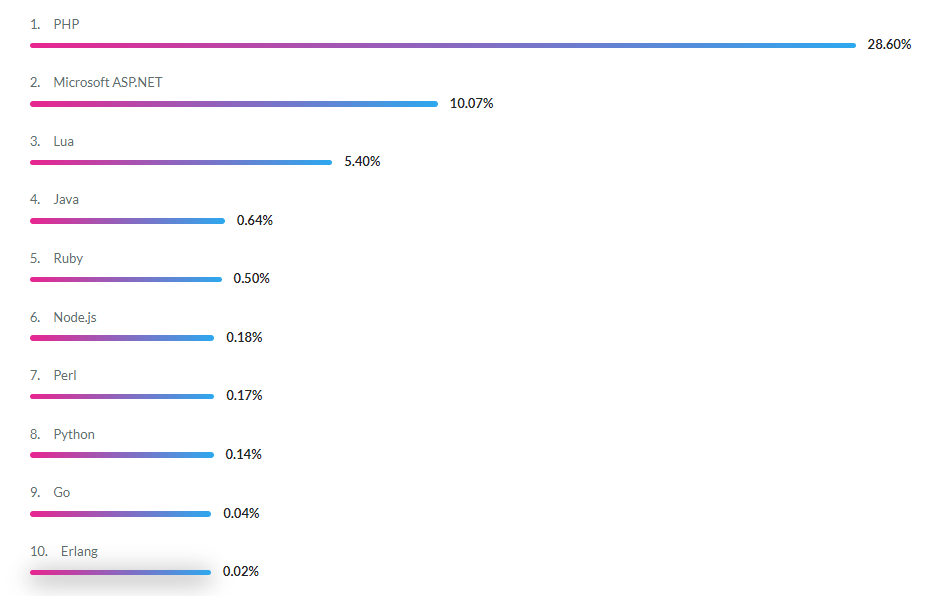 1. PHP
28.60%
2. Microsoft ASP.NET
10.07%
3. Lua
5.40%
4. Java
0.64%
5. Ruby
0.50%
6. Node.js
0.18%
7. Perl
0.17%
8. Python
0.14%
9. Go
0.04%
10. Erlang
0.02%